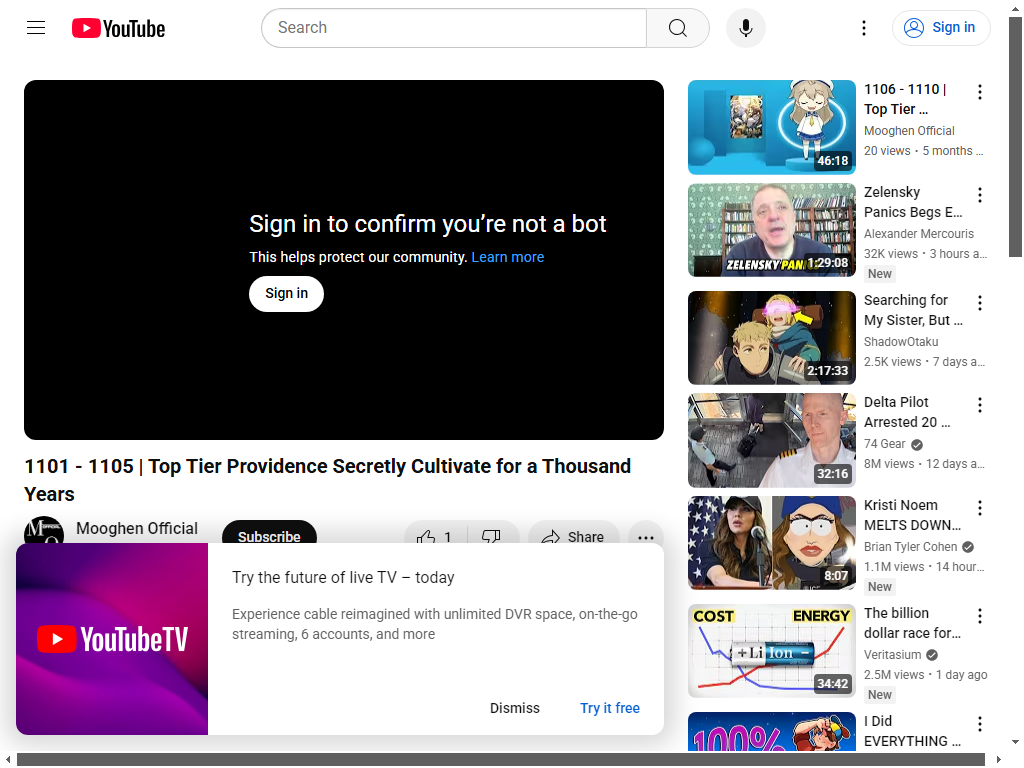 YouTube
Search
Sign in
Sign in to confirm you’re not a bot
This helps protect our community. Learn more
Sign in
1101 - 1105 | Top Tier Providence Secretly Cultivate for a Thousand
Years
Mooghen Official
Subscribe
1
Share
YouTubeTV
Try the future of live TV – today
Experience cable reimagined with unlimited DVR space, on-the-go
streaming, 6 accounts, and more
Dismiss
Try it free
46:18
1106 - 1110 |
Top Tier ...
Mooghen Official
20 views • 5 months ...
ZELENSKY PAN
1:29:08
Zelensky
Panics Begs E...
Alexander Mercouris
32K views • 3 hours a...
New
2:17:33
Searching for
My Sister, But ...
ShadowOtaku
2.5K views • 7 days a...
32:16
Delta Pilot
Arrested 20 ...
74 Gear
8M views • 12 days a...
8:07
Kristi Noem
MELTS DOWN...
Brian Tyler Cohen
1.1M views • 14 hour...
New
COST
ENERGY
+ Li Ion -
34:42
The billion
dollar race for...
Veritasium
2.5M views • 1 day ago
New
100%
I Did
EVERYTHING ...